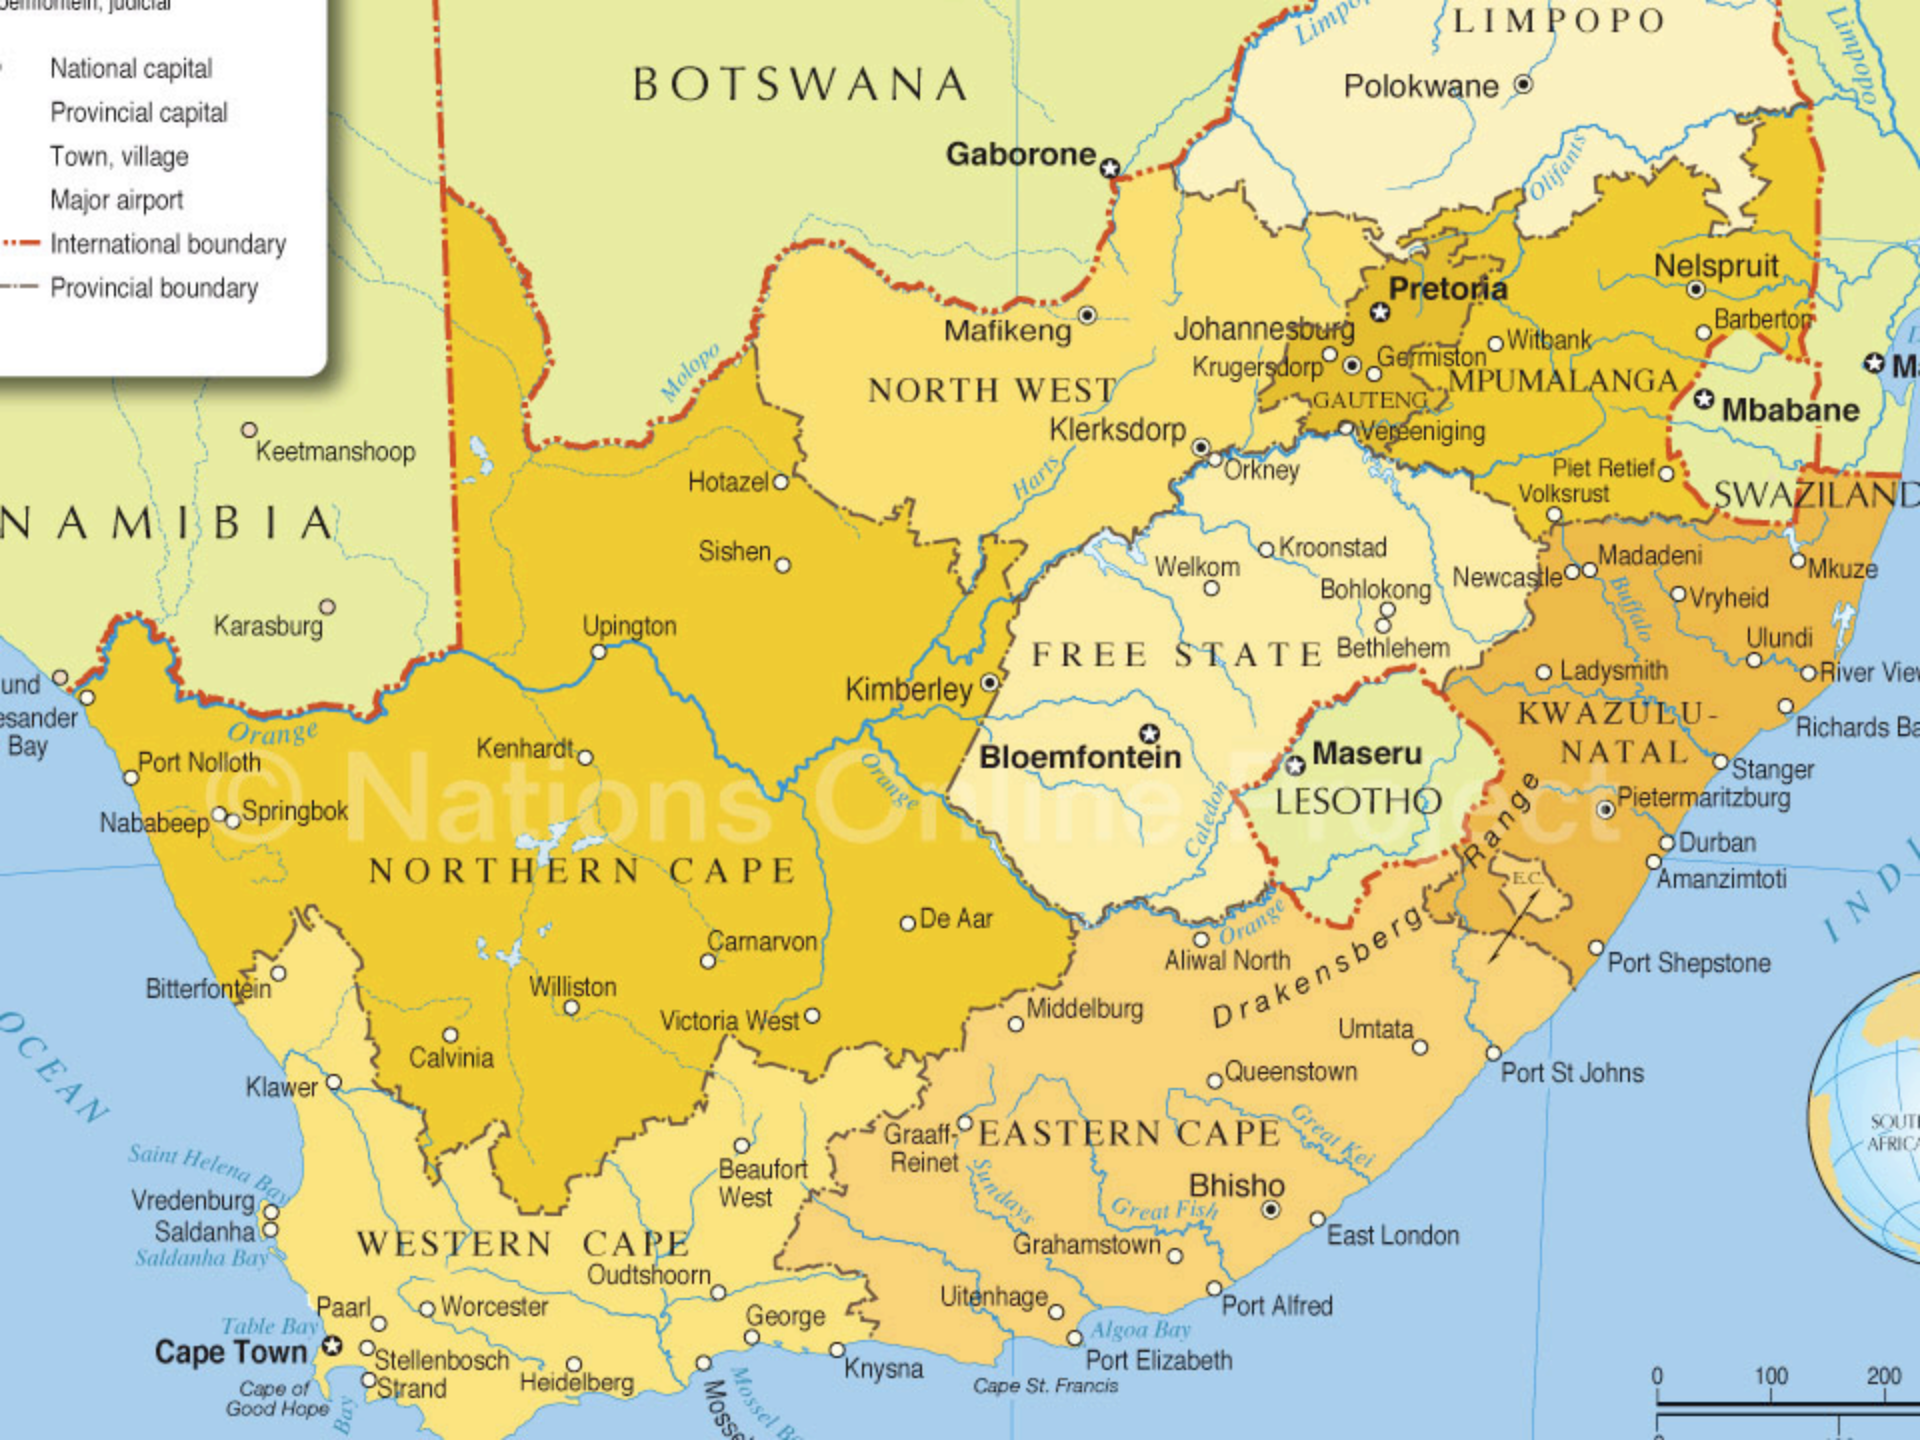 National capital
Provincial capital
Town, village
Major airport
International boundary
Provincial boundary
BOTSWANA
LIMPOPO
Limpopo
Polokwane
Gaborone
Olifants
Nelspruit
Pretoria
Barberton
Mafikeng
Johannesburg
Witbank
Krugersdorp
Germiston
Molopo
NORTH WEST
MPUMALANGA
GAUTENG
Mbabane
Klerksdorp
Vereeniging
Keetmanshoop
Orkney
Harts
Piet Retief
Hotazel
Volksrust
SWAZILAND
NAMIBIA
Sishen
Kroonstad
Madadeni
Welkom
Newcastle
Mkuze
Bohlokong
Buffalo
Vryheid
Karasburg
Upington
Ulundi
FREE STATE
Bethlehem
Ladysmith
Kimberley
KWAZULU-
NATAL
Bay
Orange
Kenhardt
Bloemfontein
Maseru
Port Nolloth
Orange
Stanger
LESOTHO
Pietermaritzburg
© Nations Online Project
Nababeep
Springbok
Caledon
Durban
NORTHERN CAPE
Amanzimtoti
E.C.
De Aar
Orange
Drakensberg Range
Carnarvon
Aliwal North
Port Shepstone
Bitterfontein
Williston
Middelburg
Victoria West
Umtata
OCEAN
Calvinia
Port St Johns
Klawer
Queenstown
Graaff-
Reinet
EASTERN CAPE
Great Kei
Saint Helena Bay
Beaufort
West
Sundays
Bhisho
Vredenburg
Great Fish
Saldanha
East London
Saldanha Bay
WESTERN CAPE
Grahamstown
Oudtshoorn
Uitenhage
Port Alfred
Paarl
Worcester
George
Table Bay
Algoa Bay
Cape Town
Stellenbosch
Port Elizabeth
Strand
Heidelberg
Knysna
Cape of
Good Hope
Bay
Cape St. Francis
0 100 200